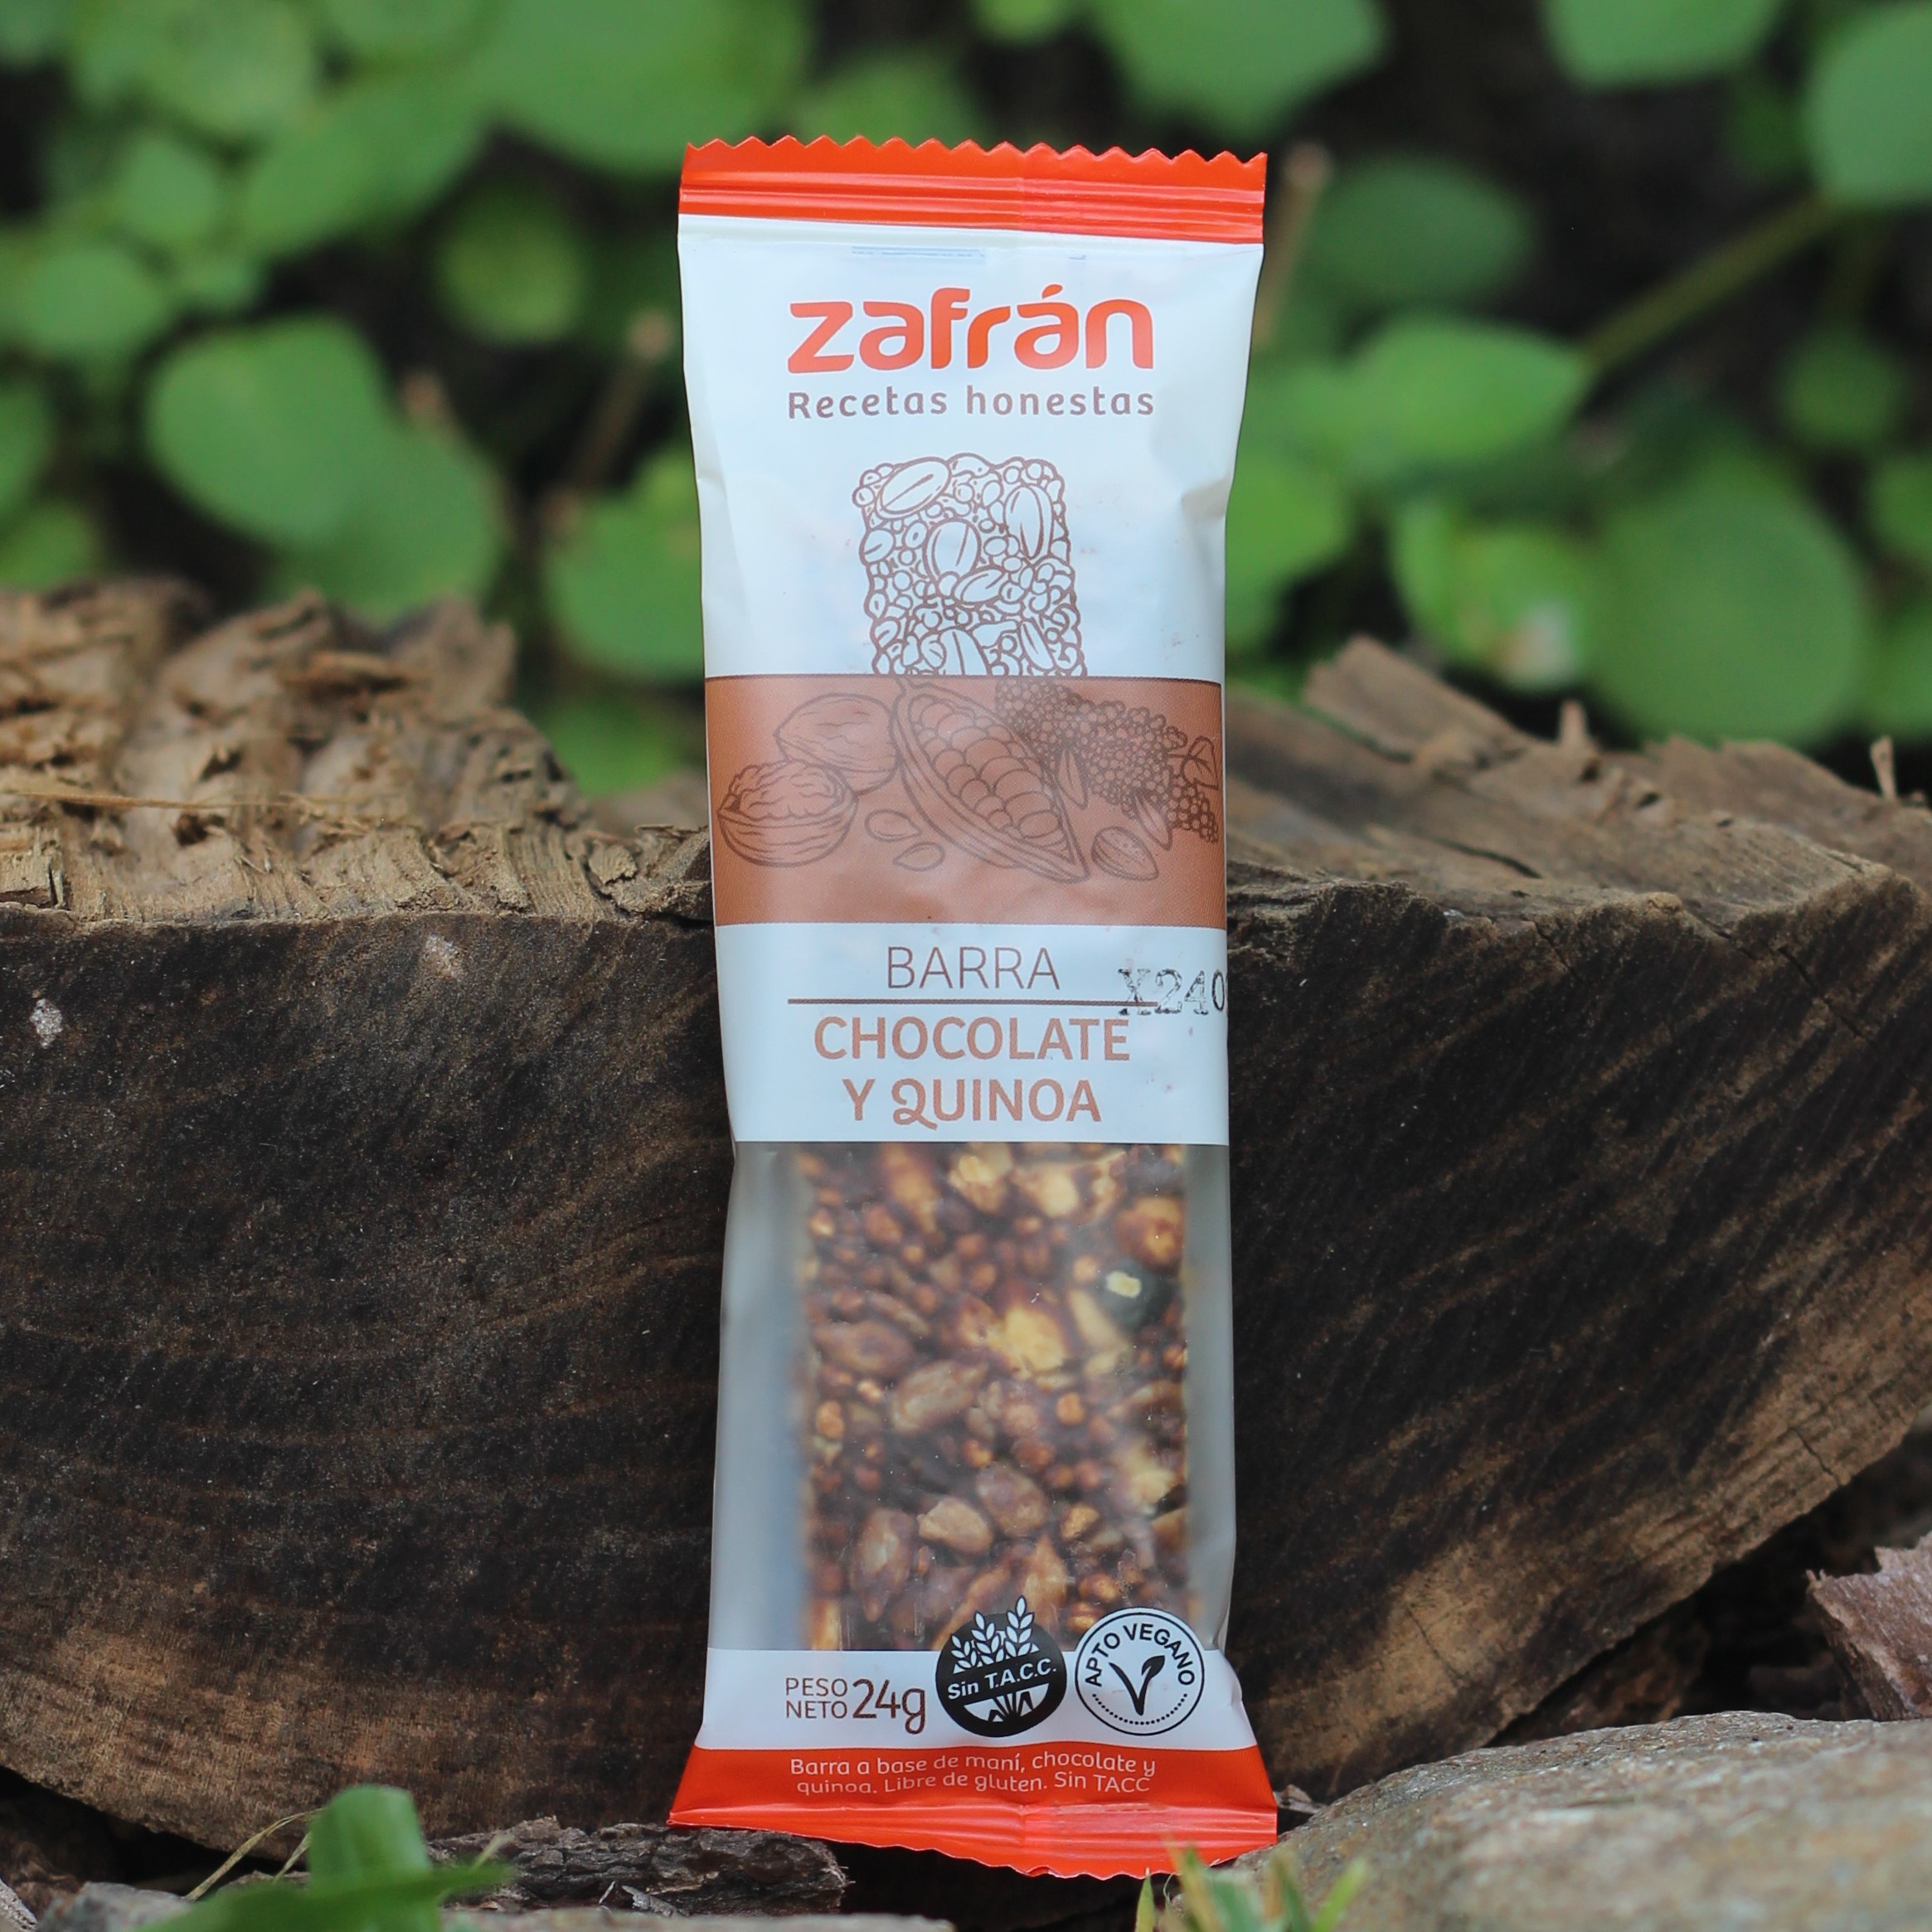 zafrán
Recetas honestas
BARRA
X240
CHOCOLATE
Y QUINOA
PESO
NETO 24g
Sin T.A.C.C.
APTO VEGANO
Barra a base de maní, chocolate y
quinoa. Libre de gluten. Sin TACC